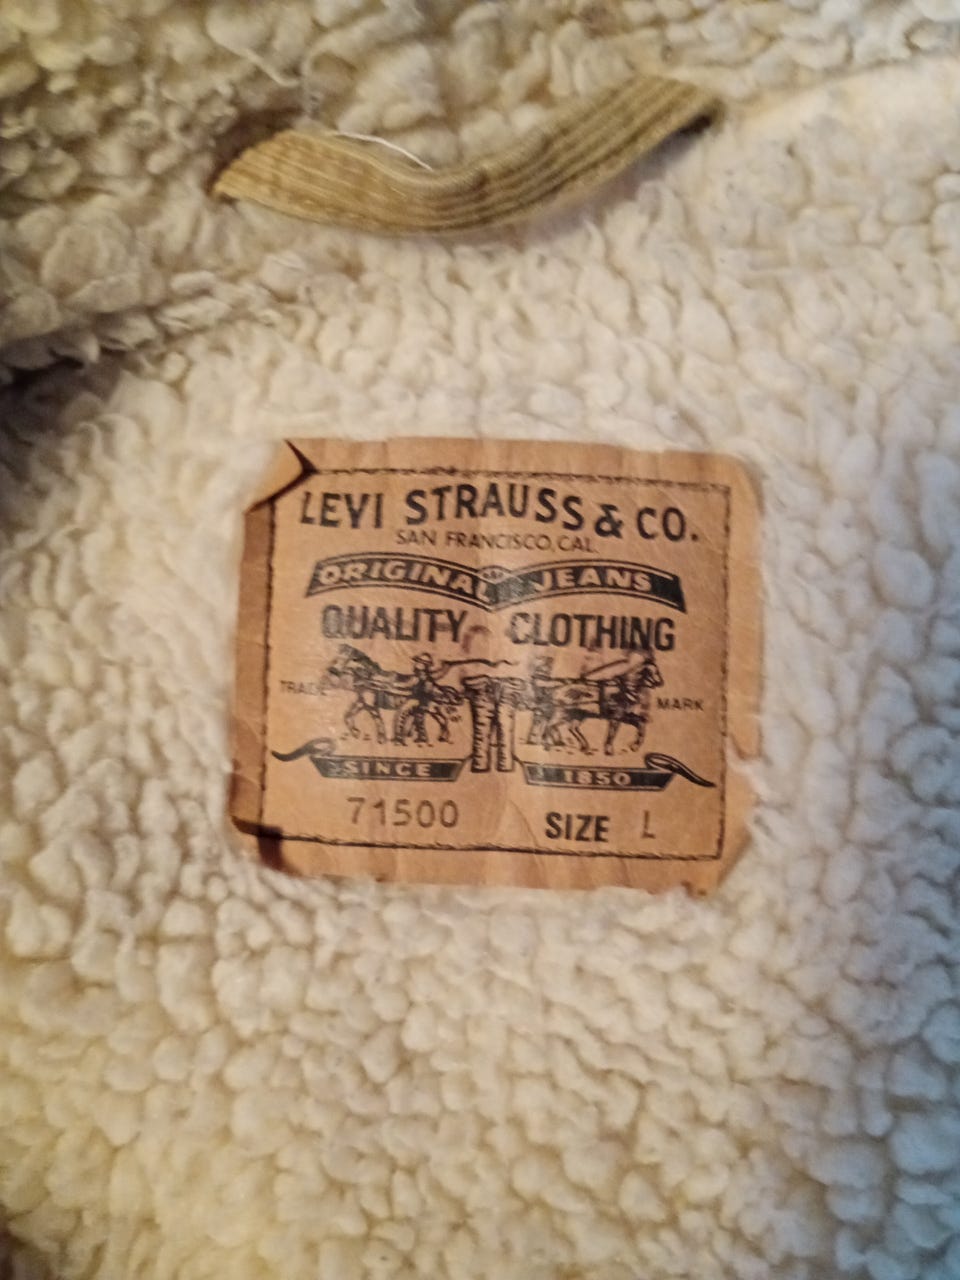 LEVI STRAUSS & CO.
SAN FRANCISCO, CAL.
ORIGINAL JEANS
QUALITY CLOTHING
TRADE MARK
SINCE 1850
71500 SIZE L